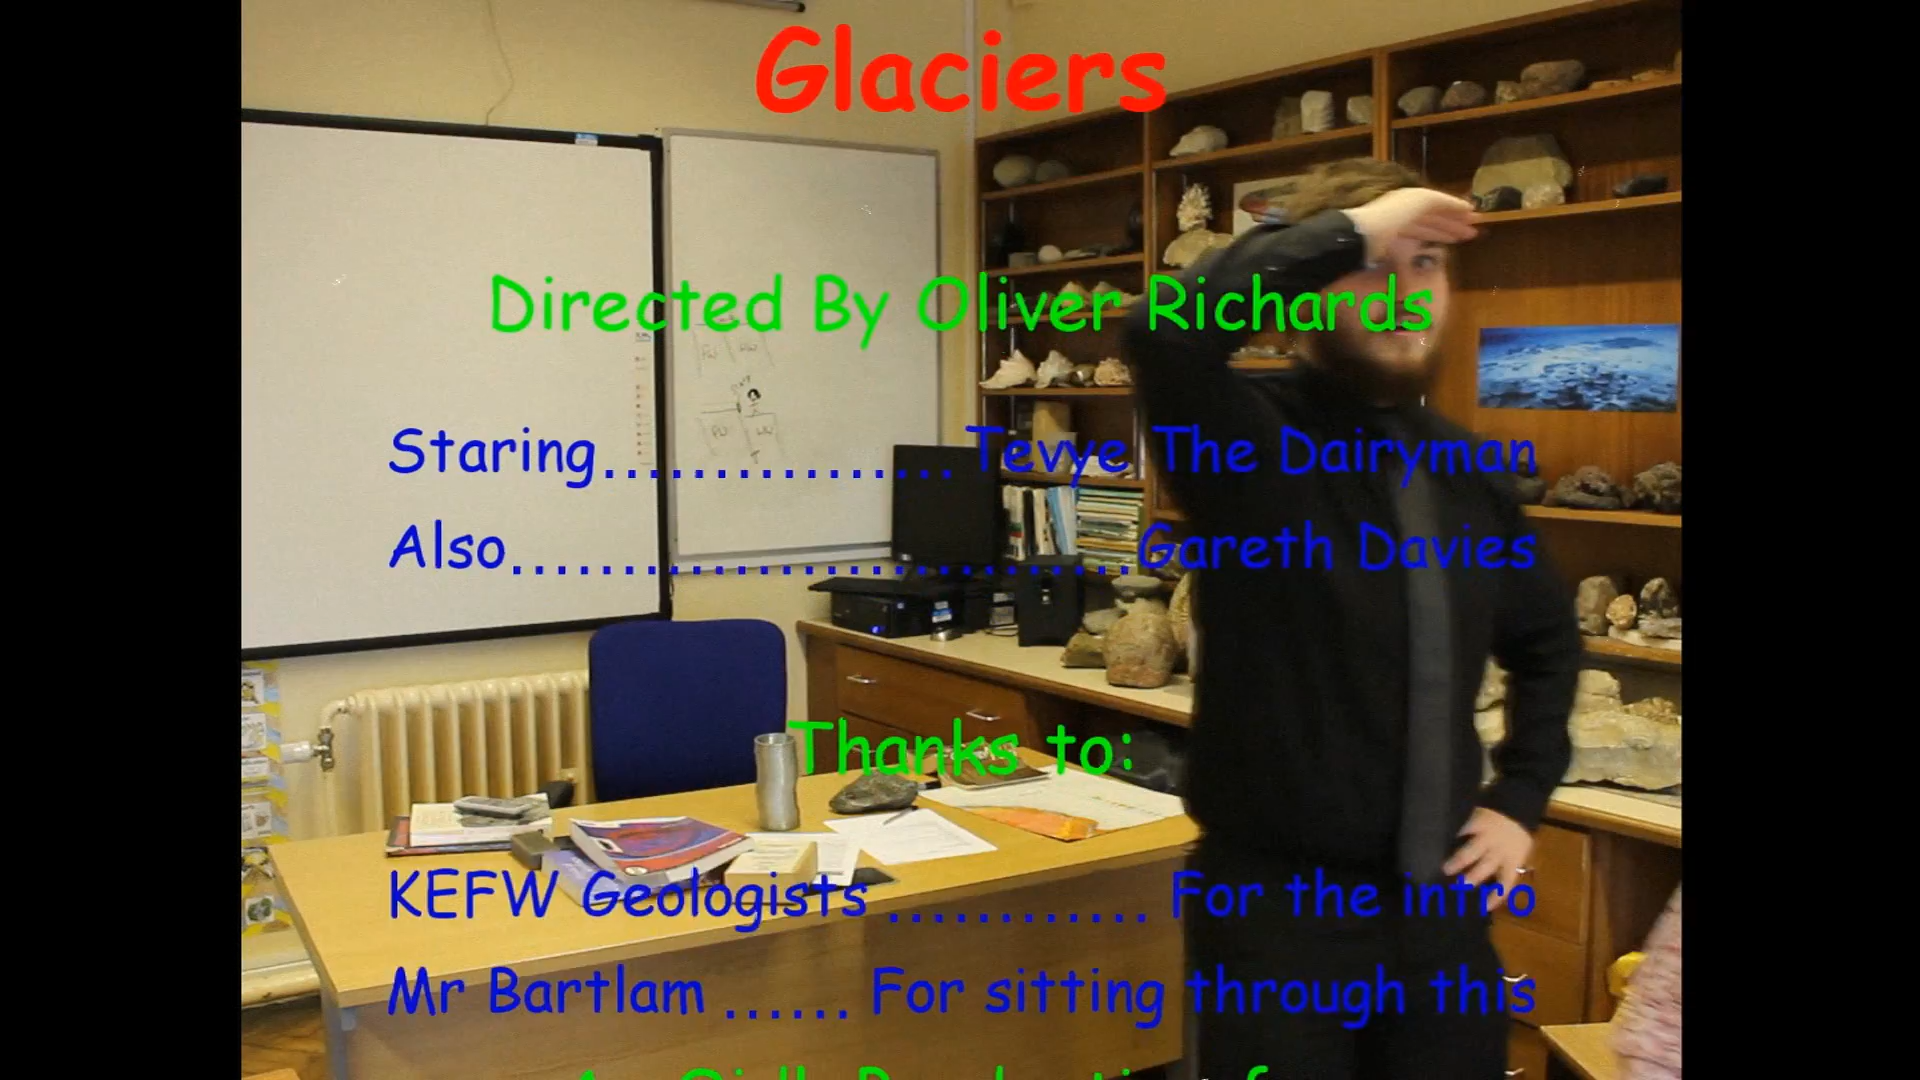 Glaciers
Directed By Oliver Richards
Staring................Tevye The Dairyman
Also............................Gareth Davies
Thanks to:
KEFW Geologists ............ For the intro
Mr Bartlam ...... For sitting through this